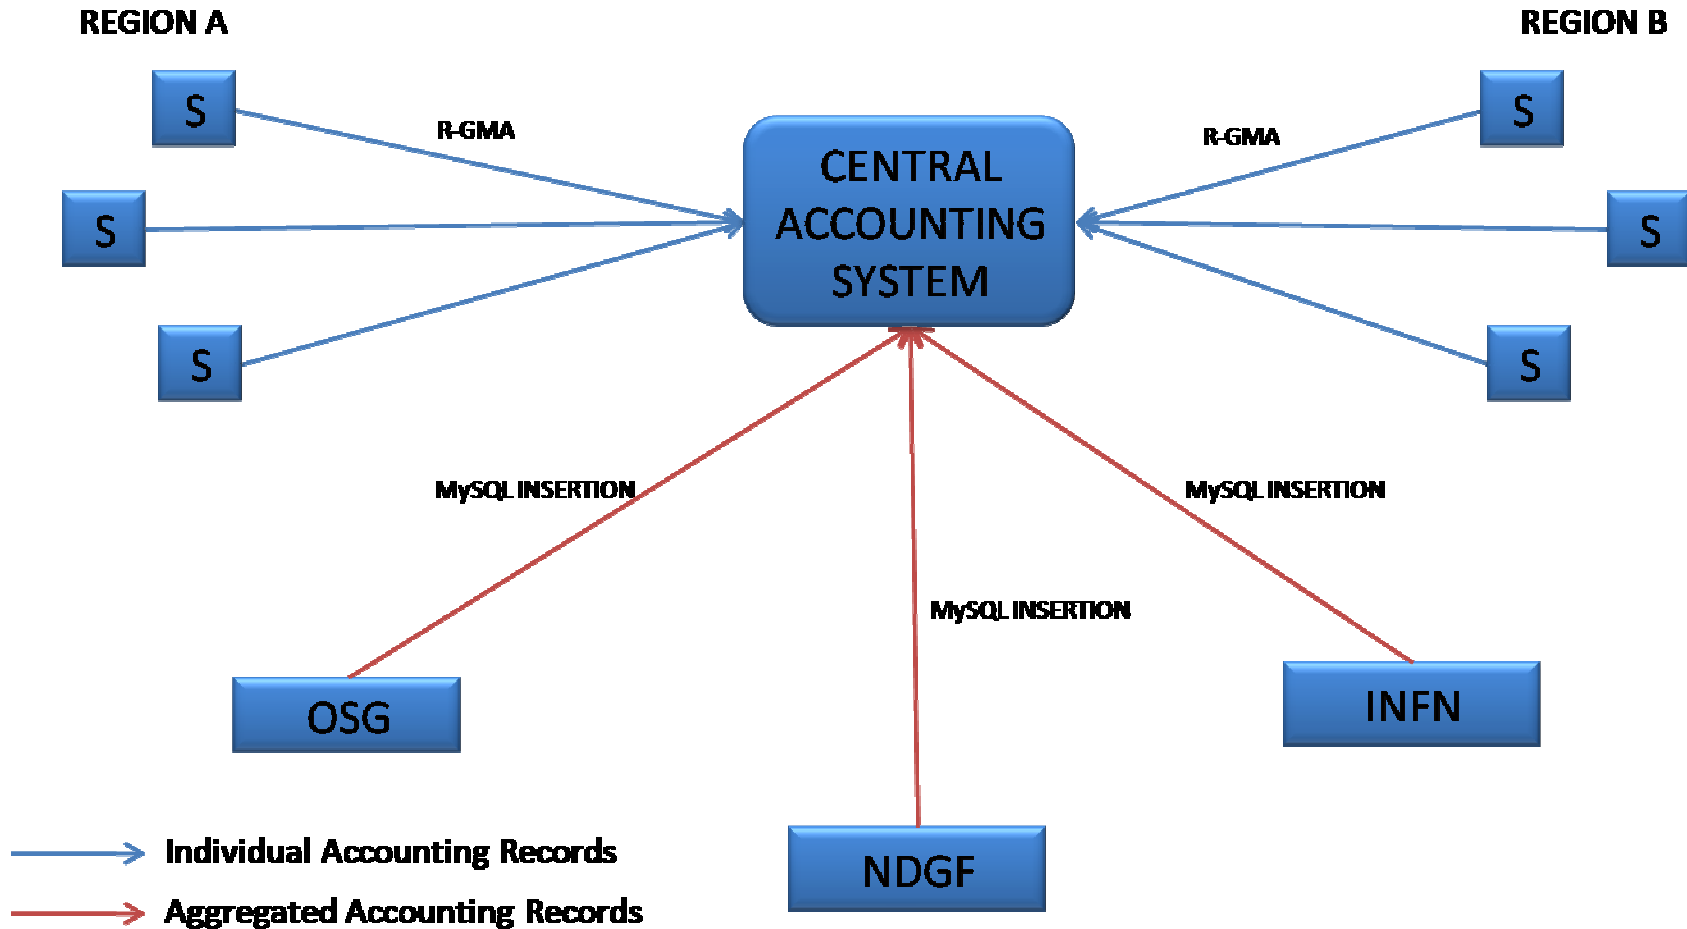 REGION A
REGION B
S
S
R-GMA
R-GMA
CENTRAL
ACCOUNTING
SYSTEM
S
S
S
S
MySQL INSERTION
MySQL INSERTION
MySQL INSERTION
OSG
INFN
NDGF
Individual Accounting Records
Aggregated Accounting Records